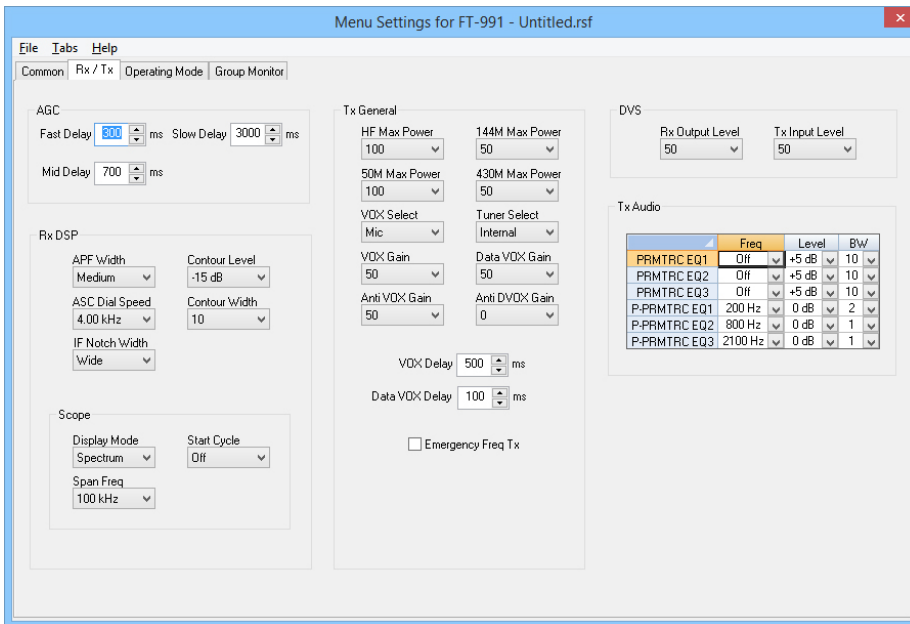 Menu Settings for FT-991 - Untitled.rsf
x
File Tabs Help
Common Rx / Tx Operating Mode Group Monitor
AGC
Fast Delay 300 ms Slow Delay 3000 ms
Mid Delay 700 ms
Rx DSP
APF Width Contour Level
Medium -15 dB
ASC Dial Speed Contour Width
4.00 kHz 10
IF Notch Width
Wide
Scope
Display Mode Start Cycle
Spectrum Off
Span Freq
100 kHz
Tx General
HF Max Power 144M Max Power
100 50
50M Max Power 430M Max Power
100 50
VOX Select Tuner Select
Mic Internal
VOX Gain Data VOX Gain
50 50
Anti VOX Gain Anti DVOX Gain
50 0
VOX Delay 500 ms
Data VOX Delay 100 ms
Emergency Freq Tx
DVS
Rx Output Level Tx Input Level
50 50
Tx Audio
Freq Level BW
PRMTRC EQ1 Off +5 dB 10
PRMTRC EQ2 Off +5 dB 10
PRMTRC EQ3 Off +5 dB 10
P-PRMTRC EQ1 200 Hz 0 dB 2
P-PRMTRC EQ2 800 Hz 0 dB 1
P-PRMTRC EQ3 2100 Hz 0 dB 1